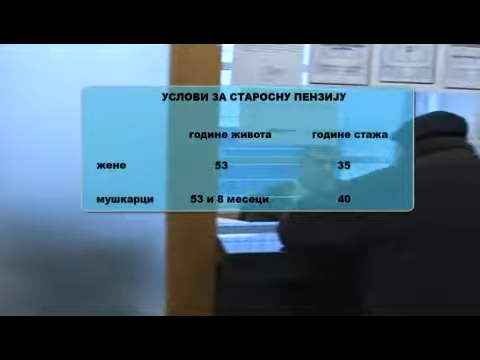 УСЛОВИ ЗА СТАРОСНУ ПЕНЗИЈУ
године живота године стажа
жене 53 35
мушкарци 53 и 8 месеци 40